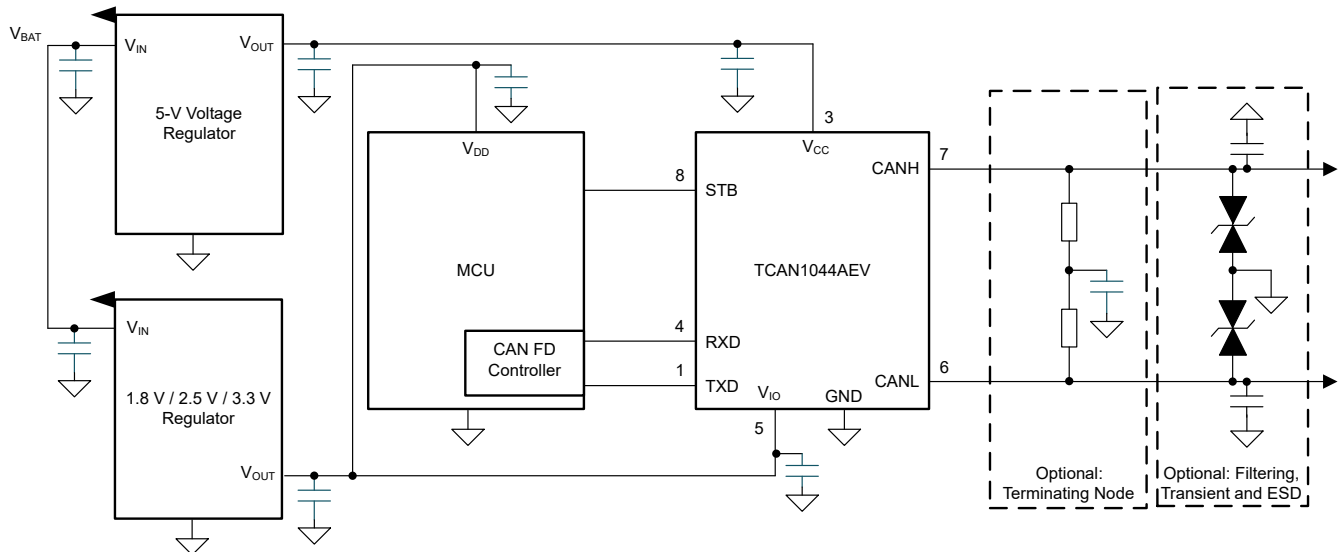 VBAT
VIN
VOUT
5-V Voltage
Regulator
3
VDD
VCC
7
CANH
8
STB
MCU
TCAN1044AEV
VIN
4
RXD
CAN FD
Controller
1
TXD
6
CANL
1.8 V / 2.5 V / 3.3 V
Regulator
VIO
GND
5
VOUT
Optional:
Terminating Node
Optional: Filtering,
Transient and ESD